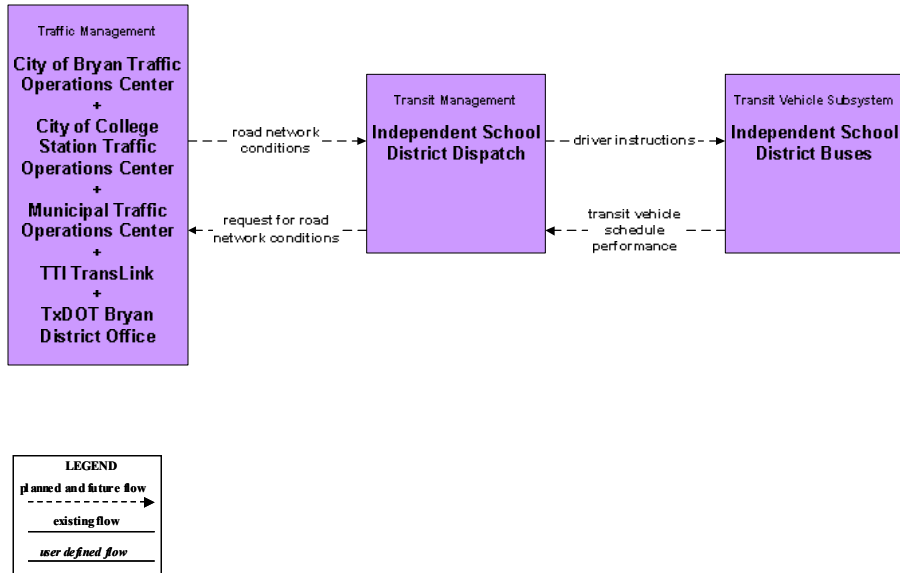 Traffic Management
City of Bryan Traffic
Operations Center
+
City of College
Station Traffic
Operations Center
+
Municipal Traffic
Operations Center
+
TTI TransLink
+
TxDOT Bryan
District Office
road network
conditions
request for road
network conditions
Transit Management
Independent School
District Dispatch
driver instructions
transit vehicle
schedule
performance
Transit Vehicle Subsystem
Independent School
District Buses
LEGEND
planned and future flow
existing flow
user defined flow